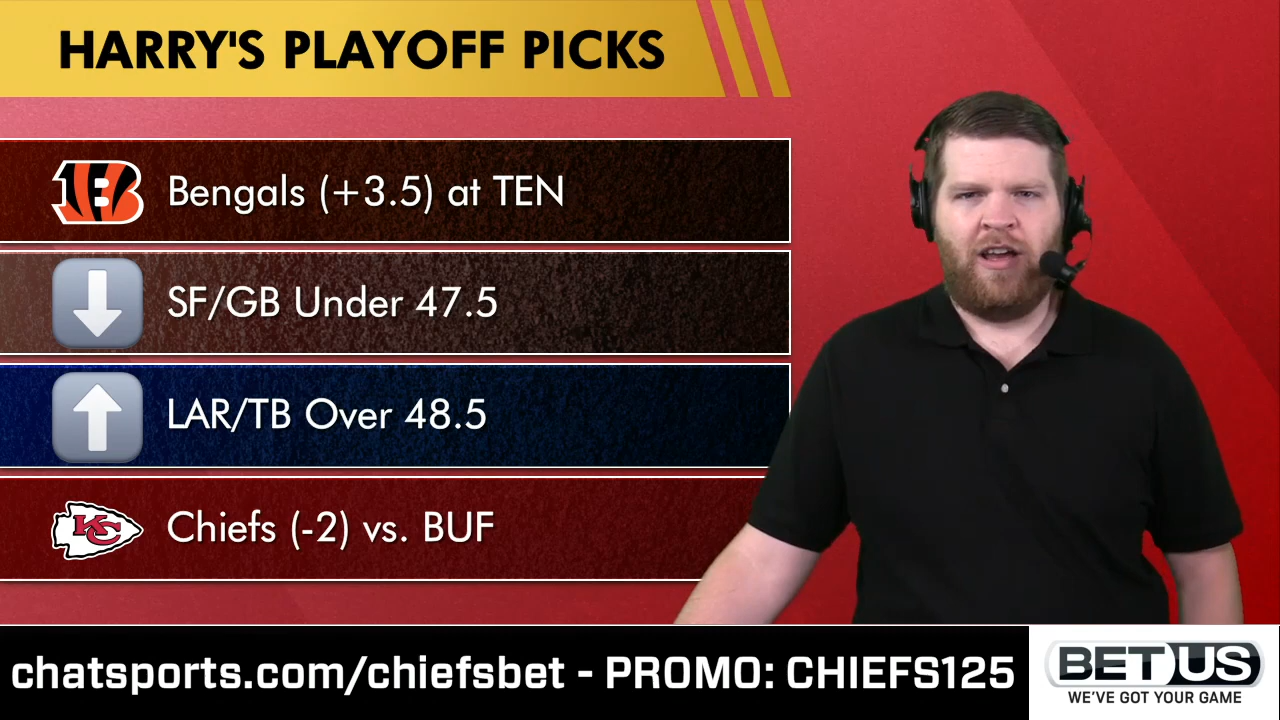 HARRY'S PLAYOFF PICKS
B
Bengals (+3.5) at TEN
SF/GB Under 47.5
LAR/TB Over 48.5
KC
Chiefs (-2) vs. BUF
chatsports.com/chiefsbet - PROMO: CHIEFS125
BETUS
WE'VE GOT YOUR GAME